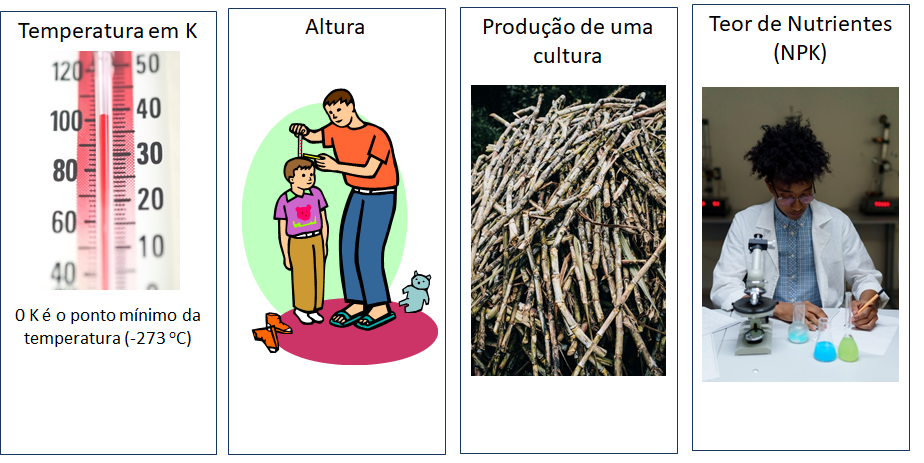 Temperatura em K
120
100
80
60
40
50
40
30
20
10
0 K é o ponto mínimo da
temperatura (-273 ºC)
Altura
Produção de uma
cultura
Teor de Nutrientes
(NPK)